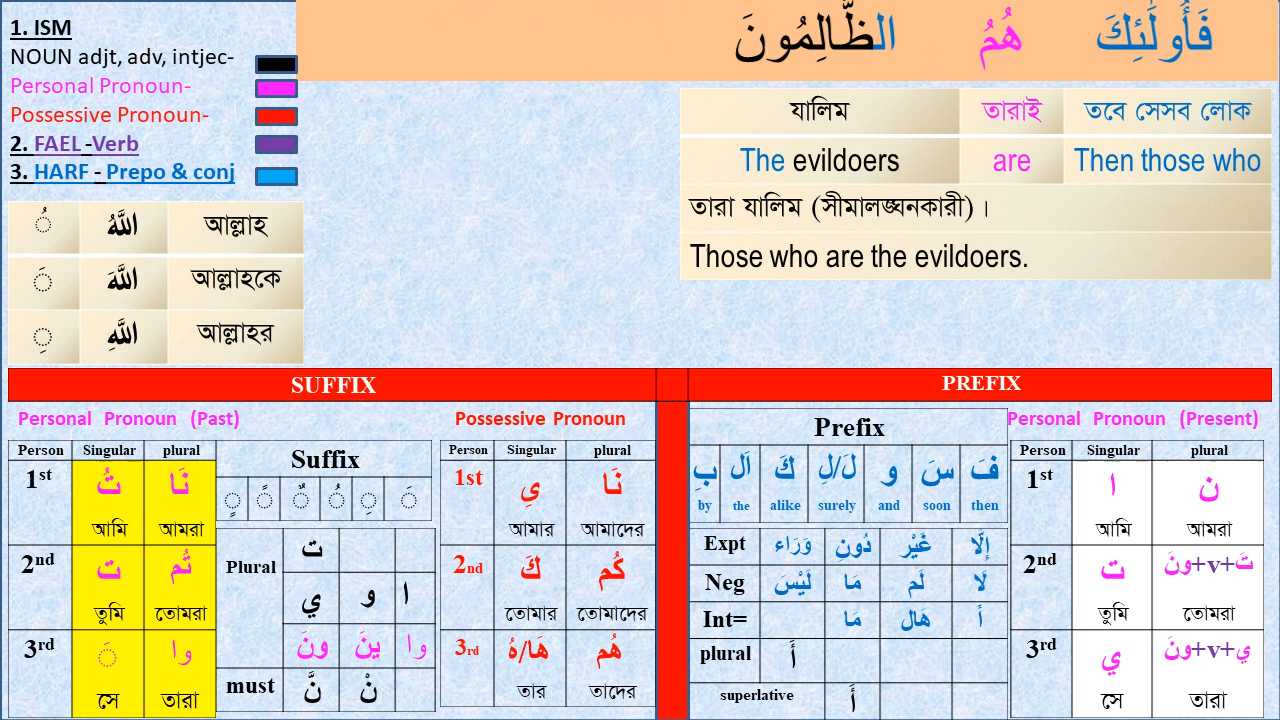 1. ISM
NOUN adjt, adv, intjec-
Personal Pronoun-
Possessive Pronoun-
2. FAEL -Verb
3. HARF - Prepo & conj
فَأُولَٰئِكَ هُمُ الظَّالِمُونَ
যালিম তারাই তবে সেসব লোক
The evildoers are Then those who
তারা যালিম (সীমালঙ্ঘনকারী) ।
Those who are the evildoers.
ُ اللَّهُ আল্লাহ
َ اللَّهَ আল্লাহকে
ِ اللَّهِ আল্লাহর
SUFFIX
PREFIX
Personal Pronoun (Past)
Person Singular plural
1st تُ نَا
আমি আমরা
2nd ت تُم
তুমি তোমরা
3rd َ وا
সে তারা
Suffix
ٍ ً ٌ ُ ِ َ
Plural ت
ي و ا
ونَ ينَ وا
must نَّ نْ
Possessive Pronoun
Person Singular plural
1st ىِ نَا
আমার আমাদের
2nd كَ كُم
তোমার তোমাদের
3rd هَا/هُ هُم
তার তাদের
Prefix
بِ اَل كَ لَ/لِ و سَ فَ
by the alike surely and soon then
Expt وَرَاء دُونِ غَيْر إِلَّا
Neg لَيْسَ مَا لَم لَا
Int= مَا هَال أَ
plural أَ
superlative أَ
Personal Pronoun (Present)
Person Singular plural
1st ا ن
আমি আমরা
2nd ت تَ+v+ونَ
তুমি তোমরা
3rd ي ي+v+ونَ
সে তারা